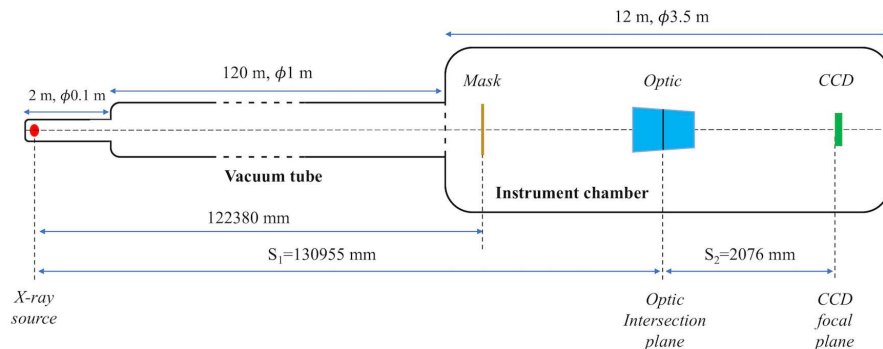 12 m, ϕ3.5 m
120 m, ϕ1 m
2 m, ϕ0.1 m
Mask
Optic
CCD
Vacuum tube
Instrument chamber
122380 mm
S₁=130955 mm
S₂=2076 mm
X-ray
source
Optic
Intersection
plane
CCD
focal
plane